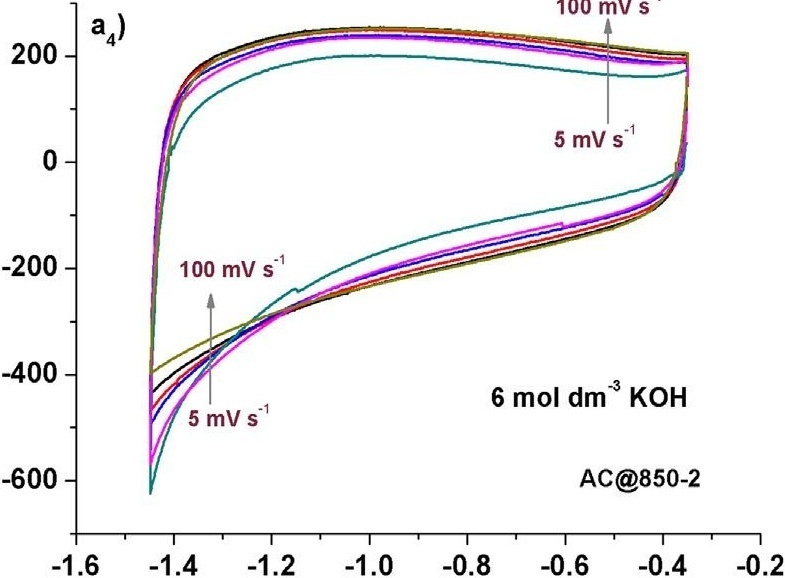 100 mV s⁻
a₄)
200
5 mV s⁻¹
0
-200
100 mV s⁻¹
-400
6 mol dm⁻³ KOH
5 mV s⁻¹
-600
AC@850-2
-1.6 -1.4 -1.2 -1.0 -0.8 -0.6 -0.4 -0.2